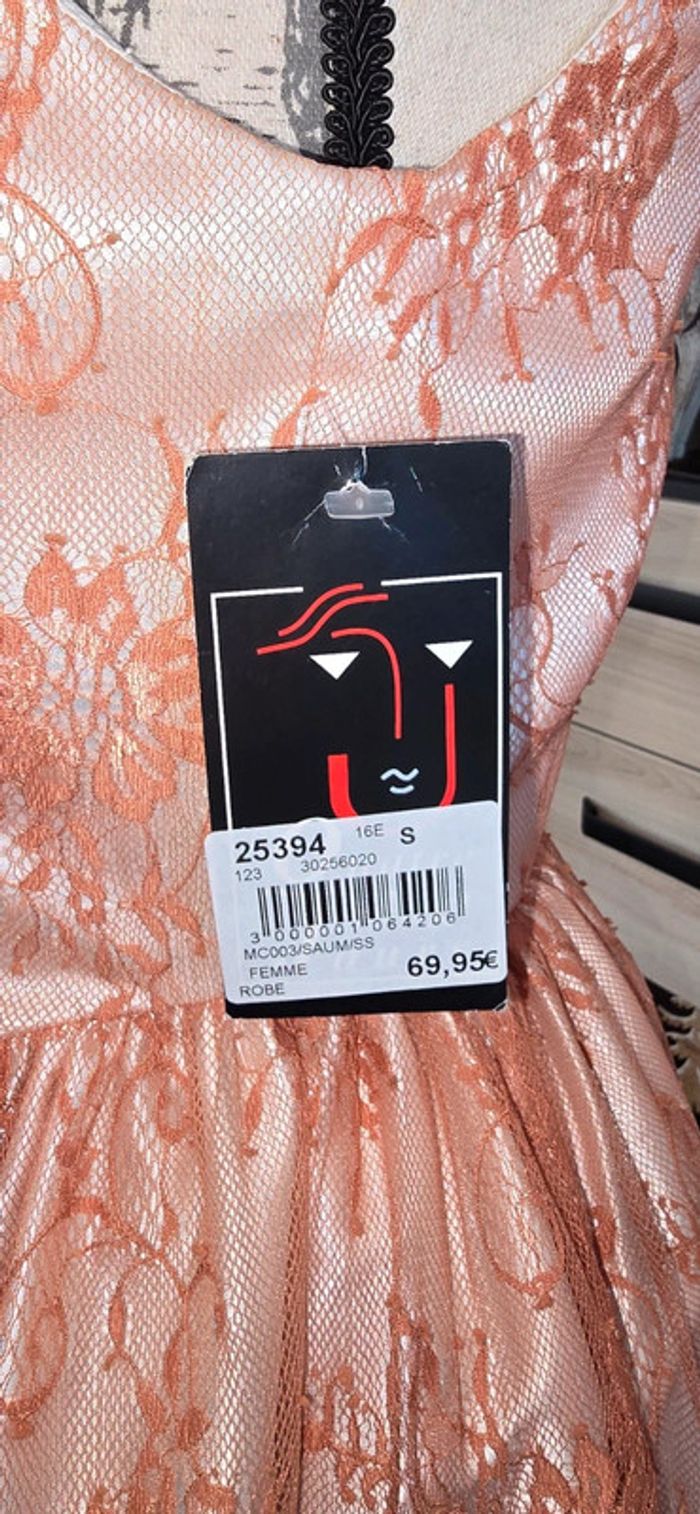 25394 16E S
123 30256020
3 000001 064206
MC003/SAUM/SS
FEMME 69,95€
ROBE